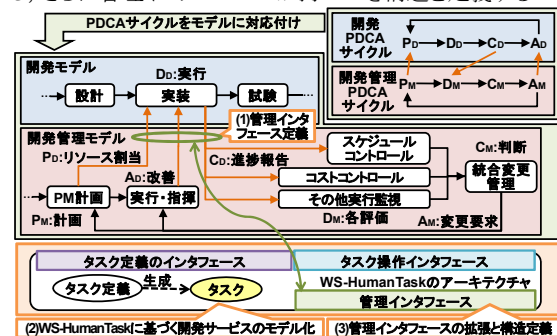 PDCAサイクルをモデルに対応付け
開発
PDCA
サイクル
PD
DD
CD
AD
開発管理
PDCA
サイクル
PM
DM
CM
AM
開発モデル
DD:実行
設計
実装
試験
(1)管理インタ
フェース定義
開発管理モデル
PD:リソース割当
CD:進捗報告
スケジュール
コントロール
CM:判断
AD:改善
コストコントロール
統合変更
管理
PM計画
実行・指揮
その他実行監視
PM:計画
DM:各評価
AM:変更要求
タスク定義のインタフェース
タスク操作インタフェース
タスク定義
生成
タスク
WS-HumanTaskのアーキテクチャ
管理インタフェース
(2)WS-HumanTaskに基づく開発サービスのモデル化
(3)管理インタフェースの拡張と構造定義